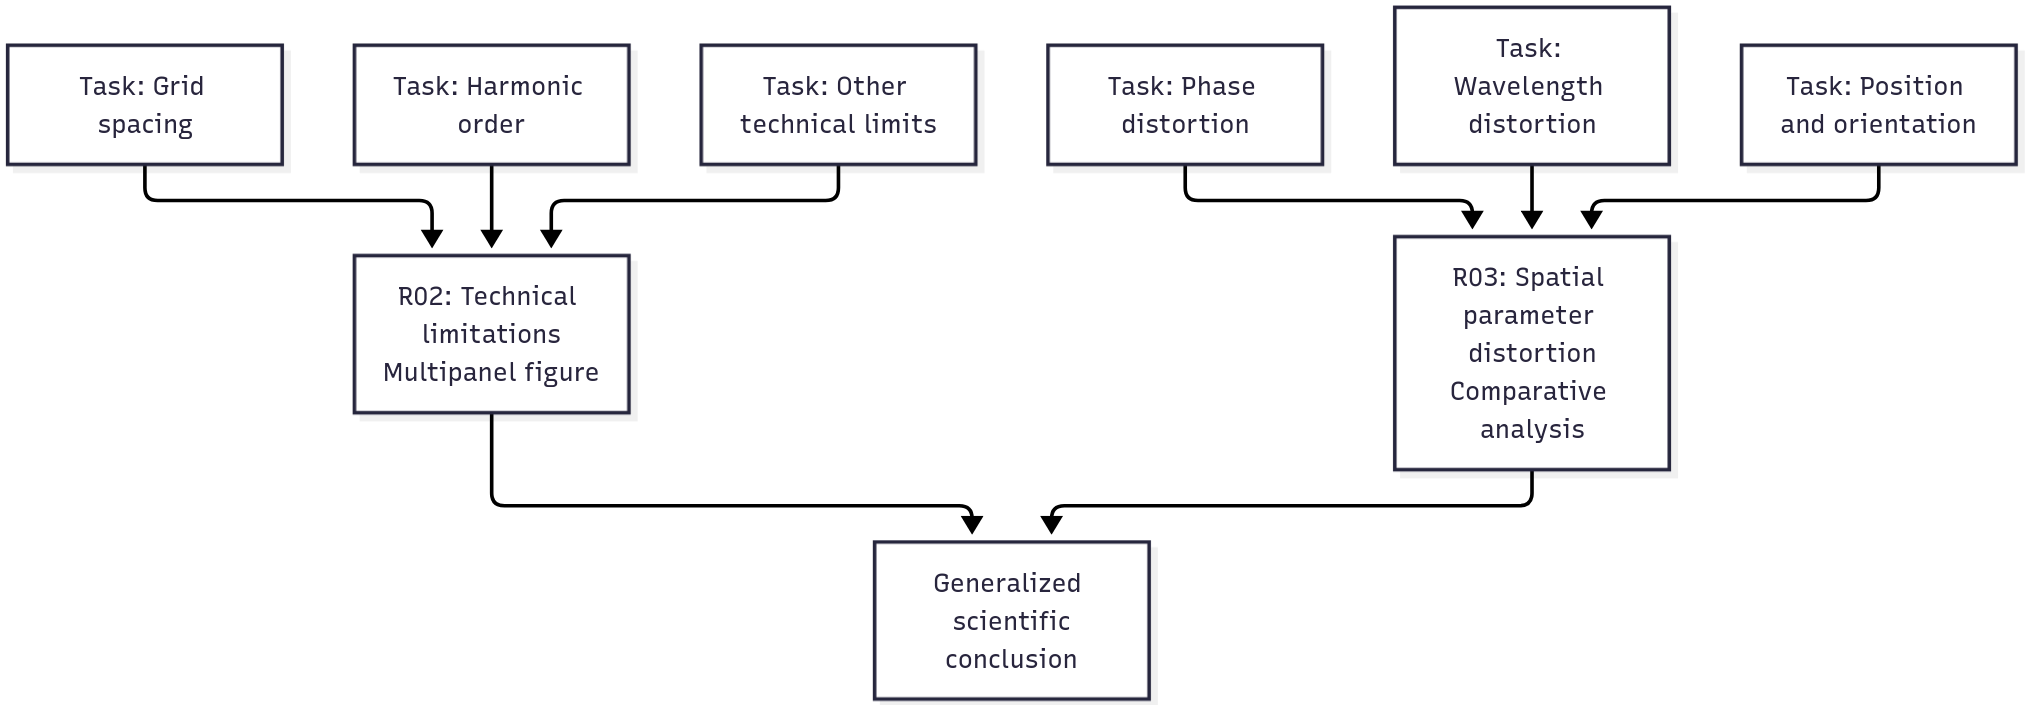 Task: Grid
spacing
Task: Harmonic
order
Task: Other
technical limits
Task: Phase
distortion
Task:
Wavelength
distortion
Task: Position
and orientation
R02: Technical
limitations
Multipanel figure
R03: Spatial
parameter
distortion
Comparative
analysis
Generalized
scientific
conclusion